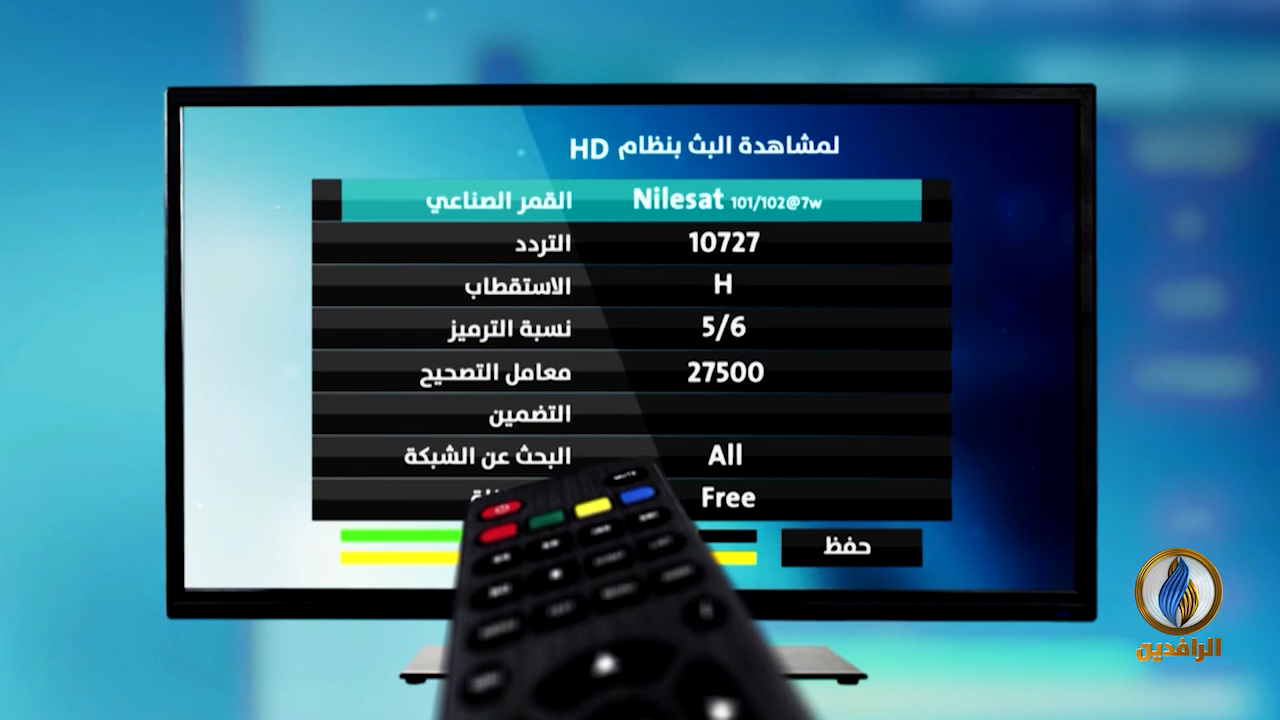 لمشاهدة البث بنظام HD
القمر الصناعي Nilesat 101/102@7w
التردد 10727
الاستقطاب H
نسبة الترميز 5/6
معامل التصحيح 27500
التضمين
البحث عن الشبكة All
Free
حفظ
الرافدين